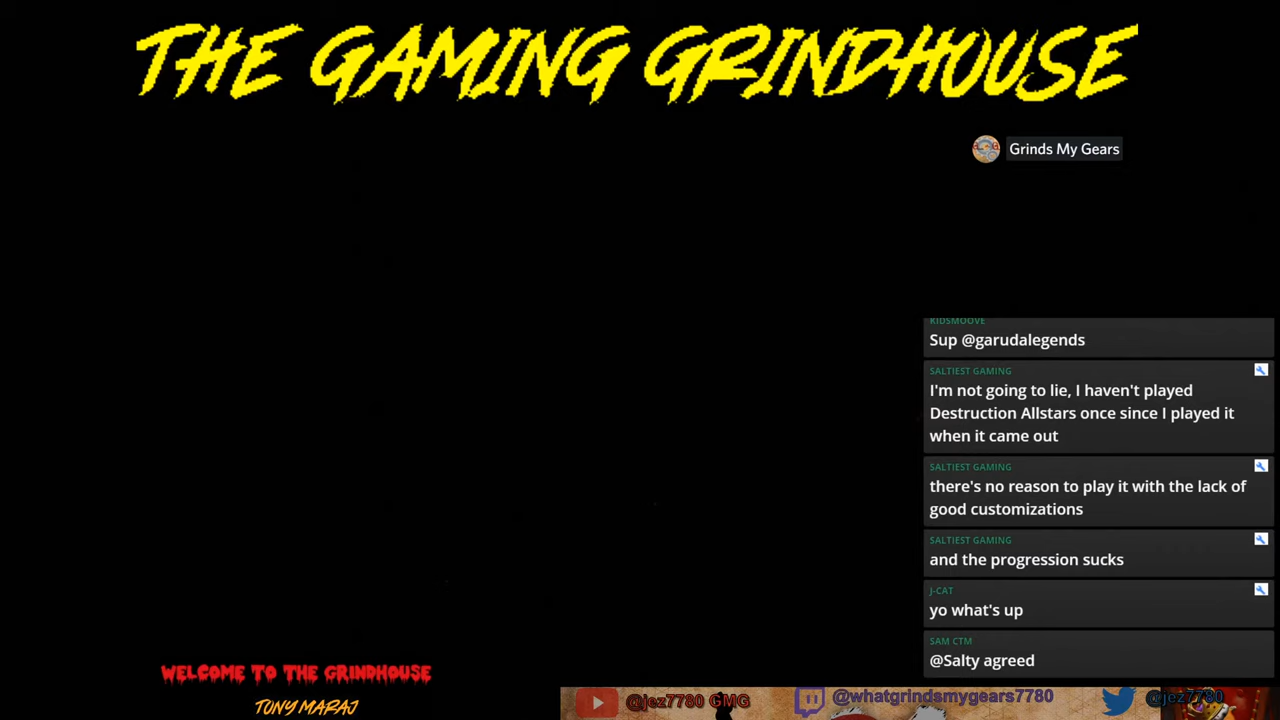 THE GAMING GRINDHOUSE
Grinds My Gears
KIDSMOOVE
Sup @garudalegends
SALTIEST GAMING
I'm not going to lie, I haven't played
Destruction Allstars once since I played it
when it came out
SALTIEST GAMING
there's no reason to play it with the lack of
good customizations
SALTIEST GAMING
and the progression sucks
J-CAT
yo what's up
SAM CTM
@Salty agreed
WELCOME TO THE GRINDHOUSE
TONY MARAJ
@jez7780 GMG
@whatgrindsmygears7780
@jez7780